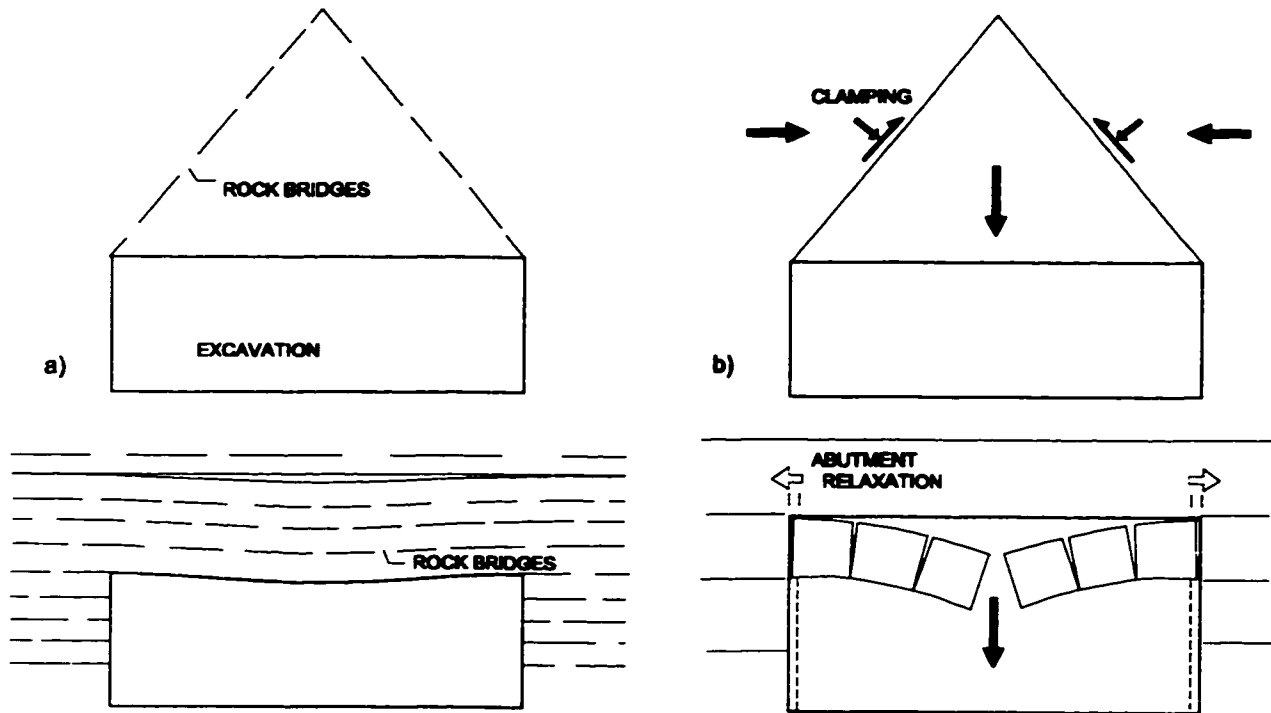 ROCK BRIDGES
EXCAVATION
a)
ROCK BRIDGES
CLAMPING
b)
ABUTMENT
RELAXATION